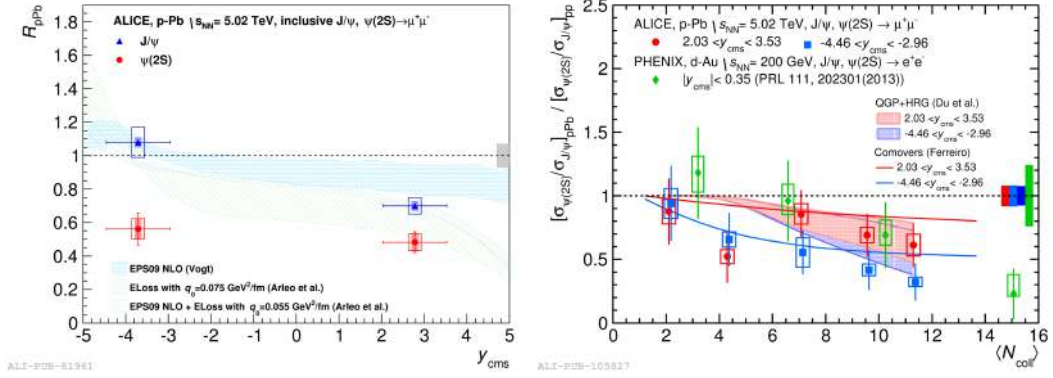 ALICE, p-Pb √s_NN = 5.02 TeV, inclusive J/ψ, ψ(2S)→μ⁺μ⁻
J/ψ
ψ(2S)
R_pPb
2
1.8
1.6
1.4
1.2
1
0.8
0.6
0.4
0.2
0
EPS09 NLO (Vogt)
ELoss with q₀=0.075 GeV²/fm (Arleo et al.)
EPS09 NLO + ELoss with q₀=0.055 GeV²/fm (Arleo et al.)
-5 -4 -3 -2 -1 0 1 2 3 4 5
y_cms
ALI-PUB-81961
ALICE, p-Pb √s_NN = 5.02 TeV, J/ψ, ψ(2S) → μ⁺μ⁻
2.03 <y_cms< 3.53 -4.46 <y_cms< -2.96
PHENIX, d-Au √s_NN = 200 GeV, J/ψ, ψ(2S) → e⁺e⁻
|y_cms|< 0.35 (PRL 111, 202301(2013))
QGP+HRG (Du et al.)
2.03 <y_cms< 3.53
-4.46 <y_cms< -2.96
Comovers (Ferreiro)
2.03 <y_cms< 3.53
-4.46 <y_cms< -2.96
[σ_ψ(2S)/σ_J/ψ]_pPb / [σ_ψ(2S)/σ_J/ψ]_pp
2.5
2.0
1.5
1.0
0.5
0.0
0 2 4 6 8 10 12 14 16
⟨N_coll⟩
ALI-PUB-105827